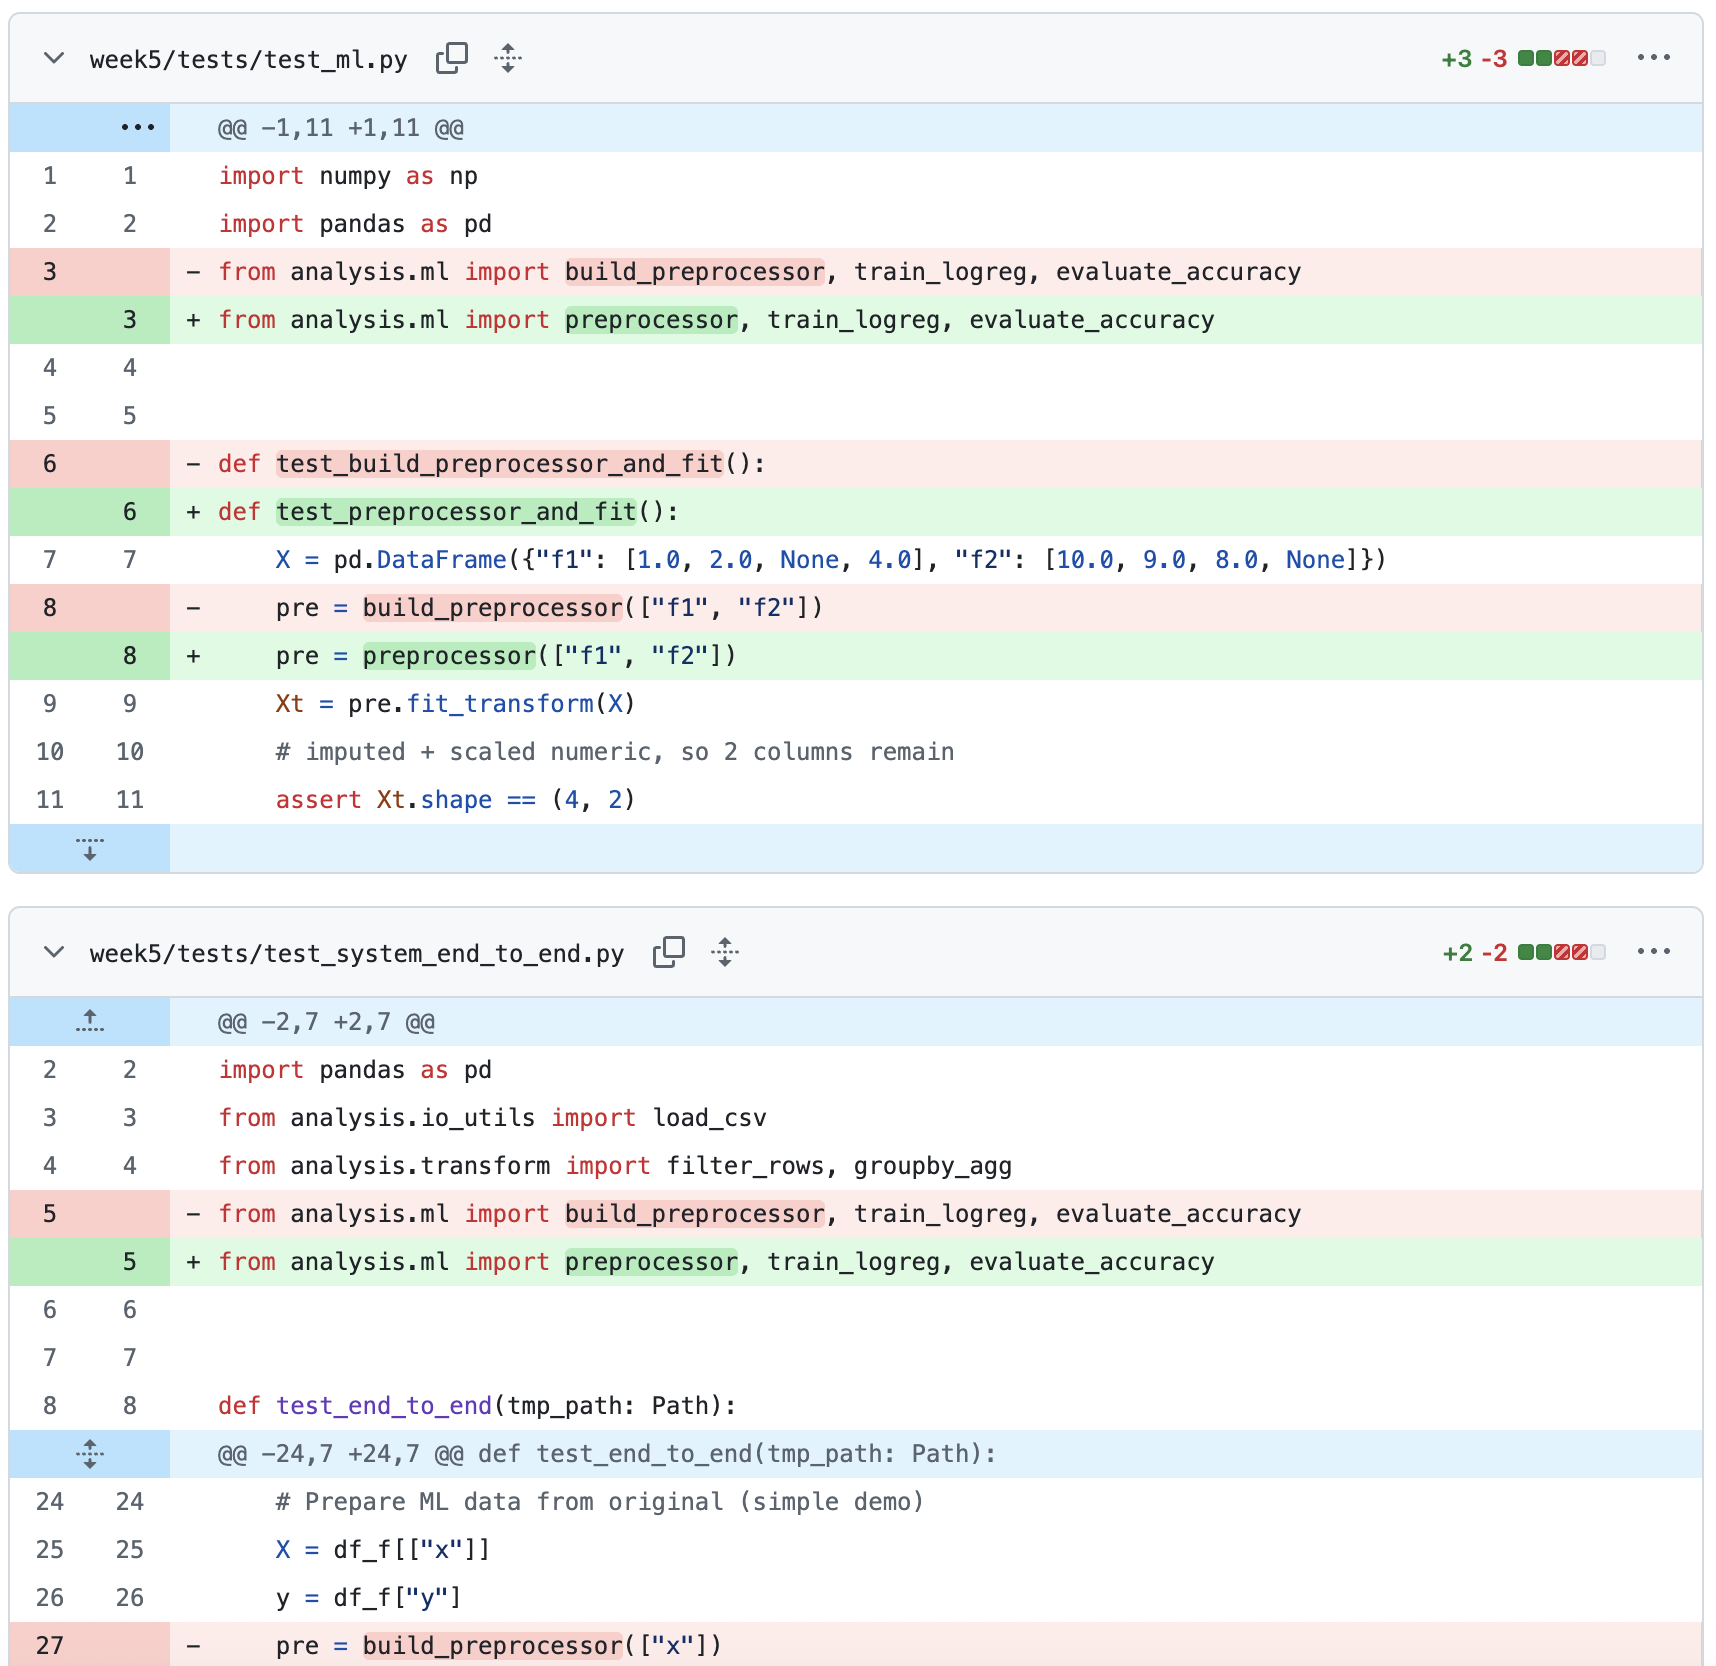 week5/tests/test_ml.py +3 -3
@@ -1,11 +1,11 @@
1 1 import numpy as np
2 2 import pandas as pd
3 - from analysis.ml import build_preprocessor, train_logreg, evaluate_accuracy
3 + from analysis.ml import preprocessor, train_logreg, evaluate_accuracy
4 4
5 5
6 - def test_build_preprocessor_and_fit():
6 + def test_preprocessor_and_fit():
7 7 X = pd.DataFrame({"f1": [1.0, 2.0, None, 4.0], "f2": [10.0, 9.0, 8.0, None]})
8 - pre = build_preprocessor(["f1", "f2"])
8 + pre = preprocessor(["f1", "f2"])
9 9 Xt = pre.fit_transform(X)
10 10 # imputed + scaled numeric, so 2 columns remain
11 11 assert Xt.shape == (4, 2)
week5/tests/test_system_end_to_end.py +2 -2
@@ -2,7 +2,7 @@
2 2 import pandas as pd
3 3 from analysis.io_utils import load_csv
4 4 from analysis.transform import filter_rows, groupby_agg
5 - from analysis.ml import build_preprocessor, train_logreg, evaluate_accuracy
5 + from analysis.ml import preprocessor, train_logreg, evaluate_accuracy
6 6
7 7
8 8 def test_end_to_end(tmp_path: Path):
@@ -24,7 +24,7 @@ def test_end_to_end(tmp_path: Path):
24 24 # Prepare ML data from original (simple demo)
25 25 X = df_f[["x"]]
26 26 y = df_f["y"]
27 - pre = build_preprocessor(["x"])